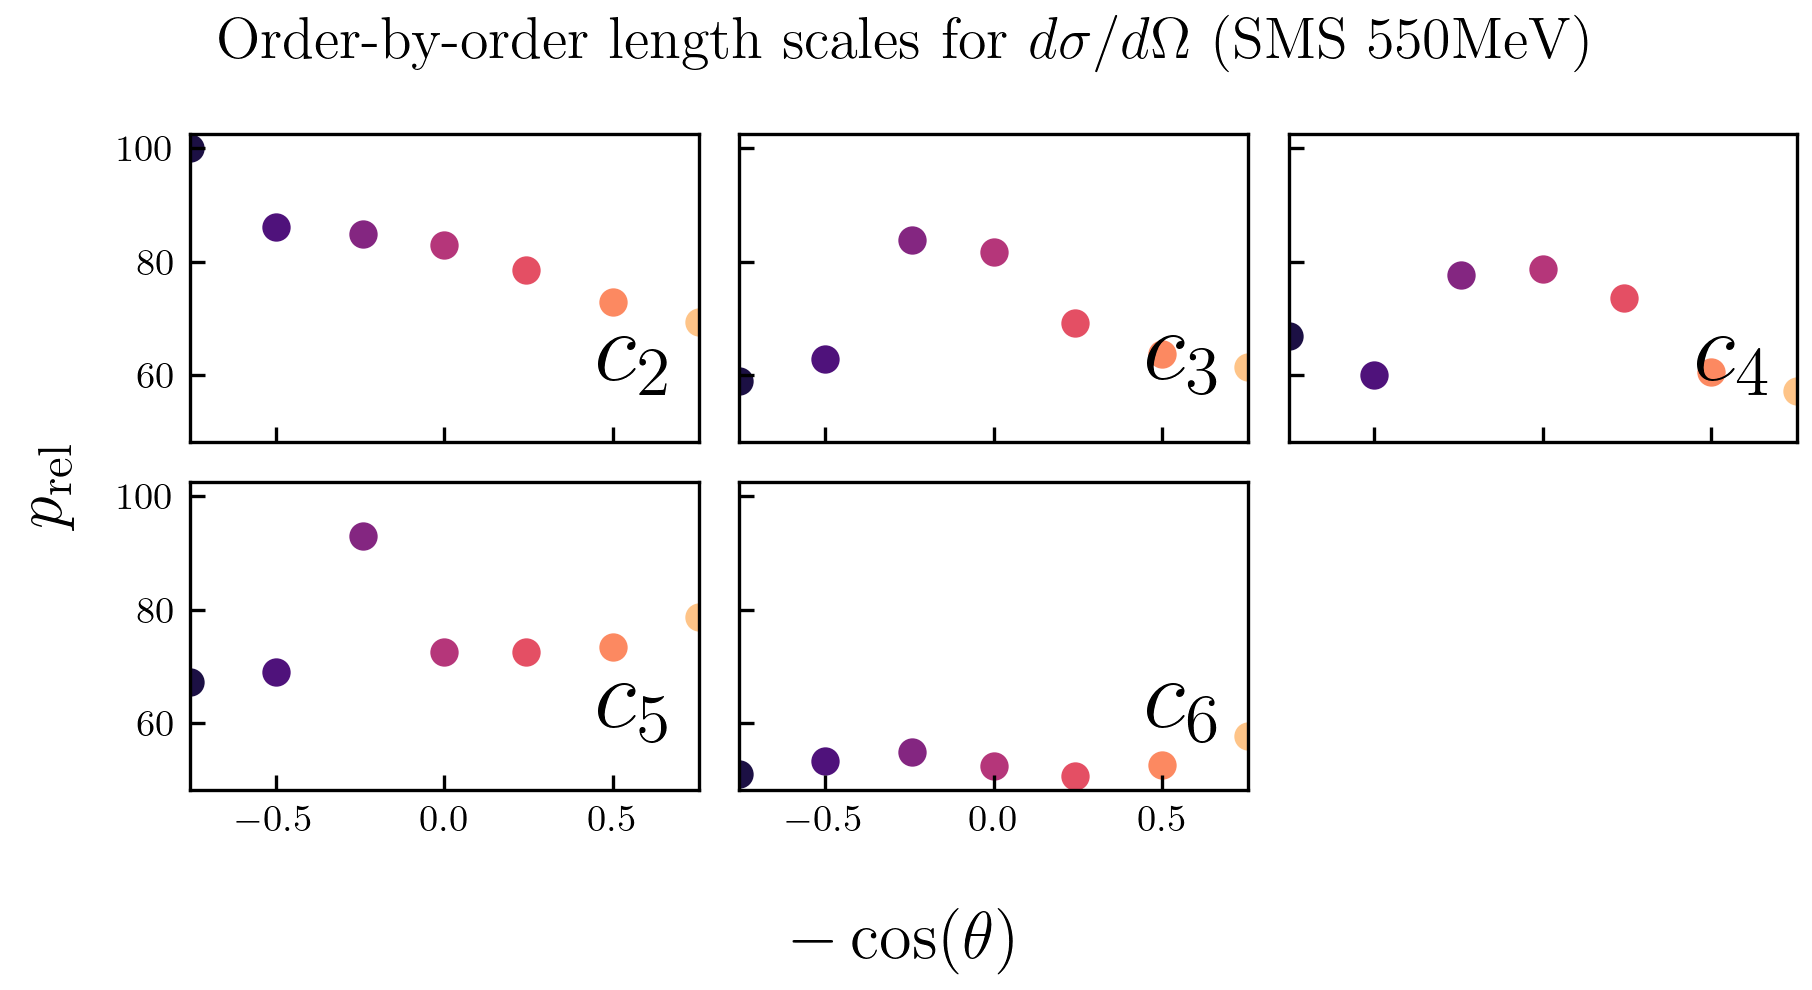 Order-by-order length scales for dσ/dΩ (SMS 550MeV)
100
80
60
c₂
c₃
c₄
p_rel
100
80
60
c₅
c₆
−0.5 0.0 0.5
−0.5 0.0 0.5
− cos(θ)